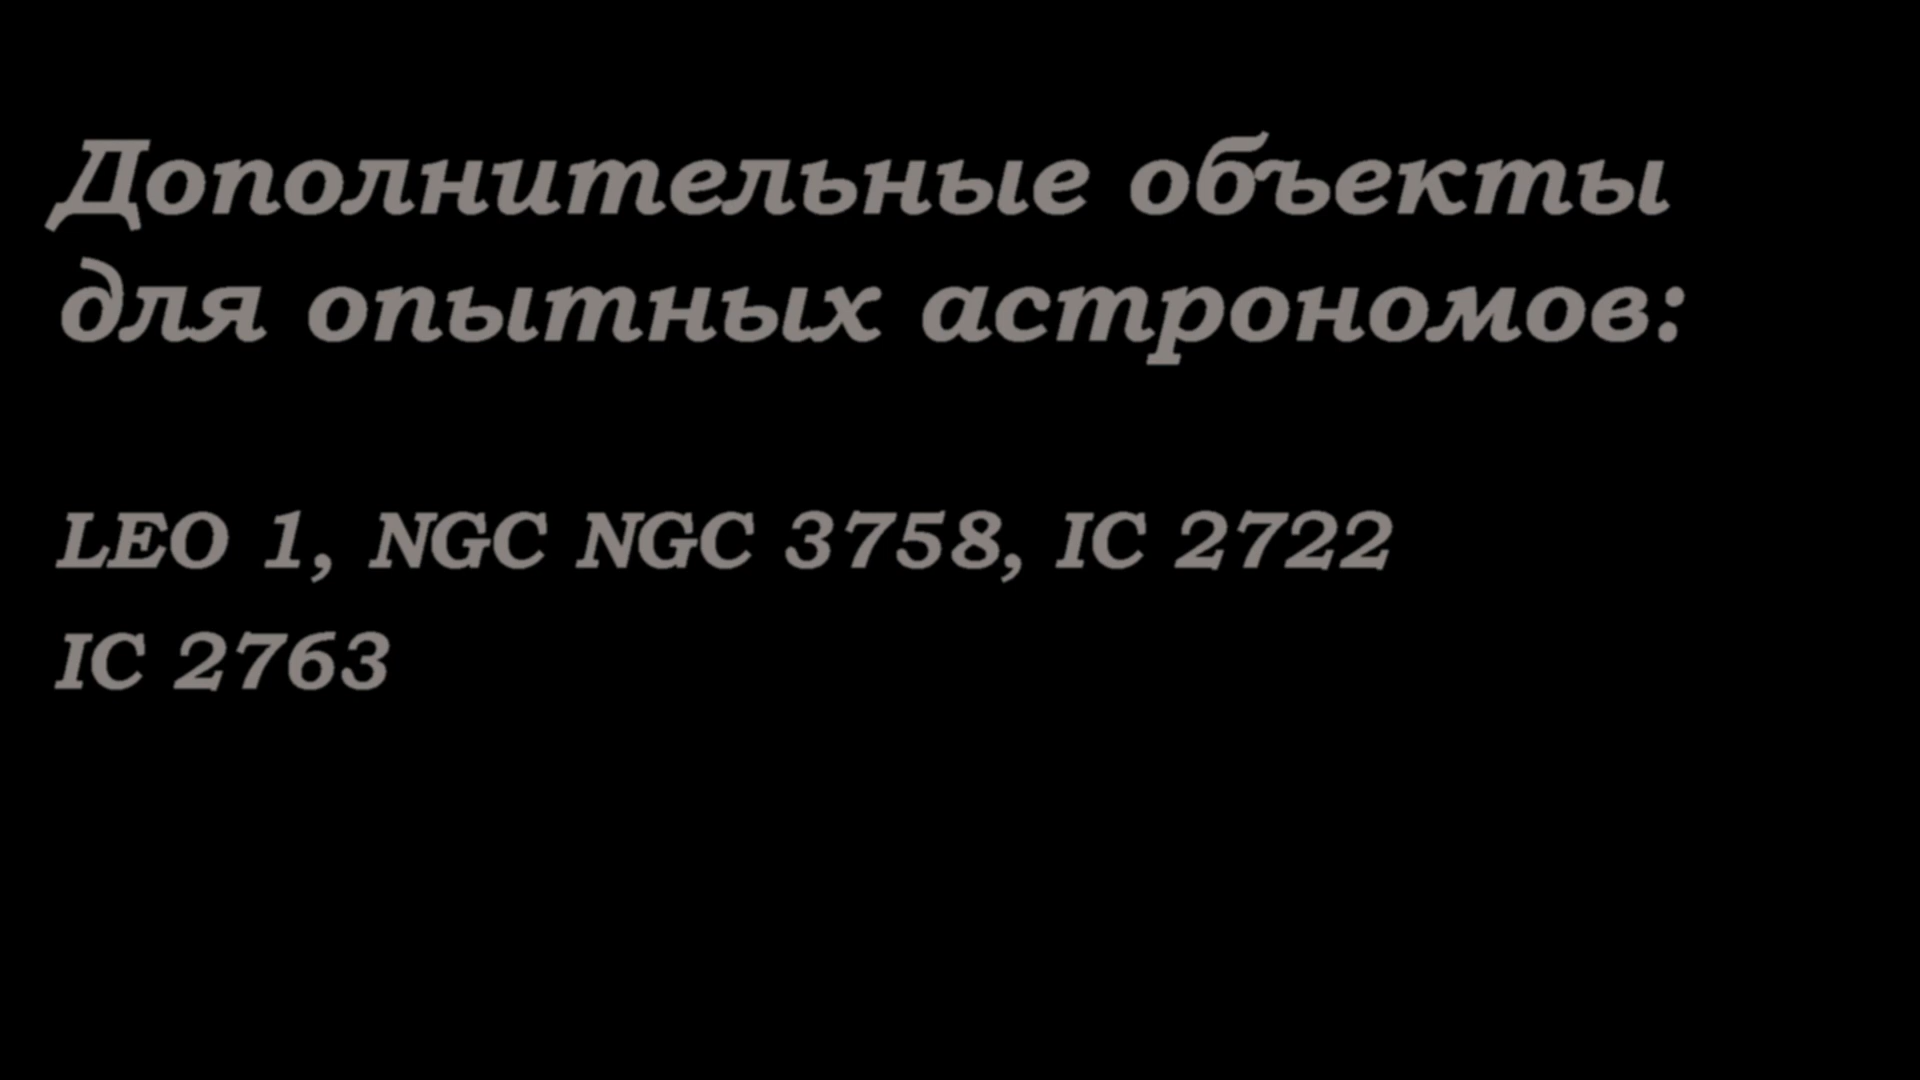 Дополнительные объекты
для опытных астрономов:
LEO 1, NGC NGC 3758, IC 2722
IC 2763